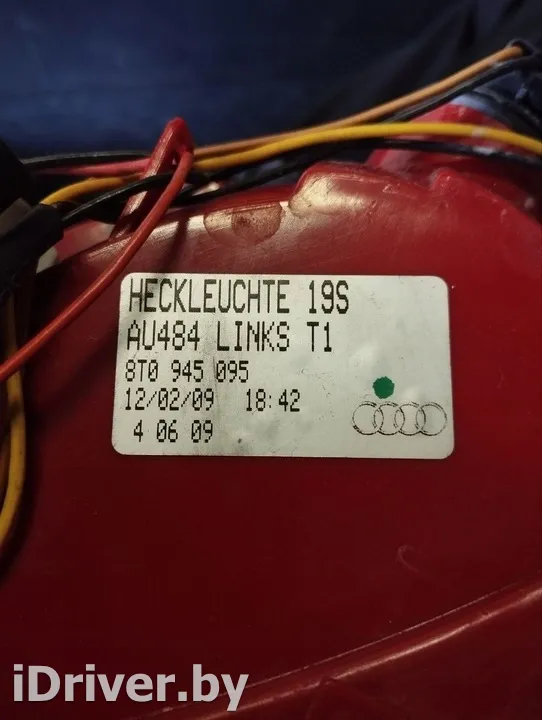 HECKLEUCHTE 19S
AU484 LINKS T1
8T0 945 095
12/02/09 18:42
4 06 09
iDriver.by